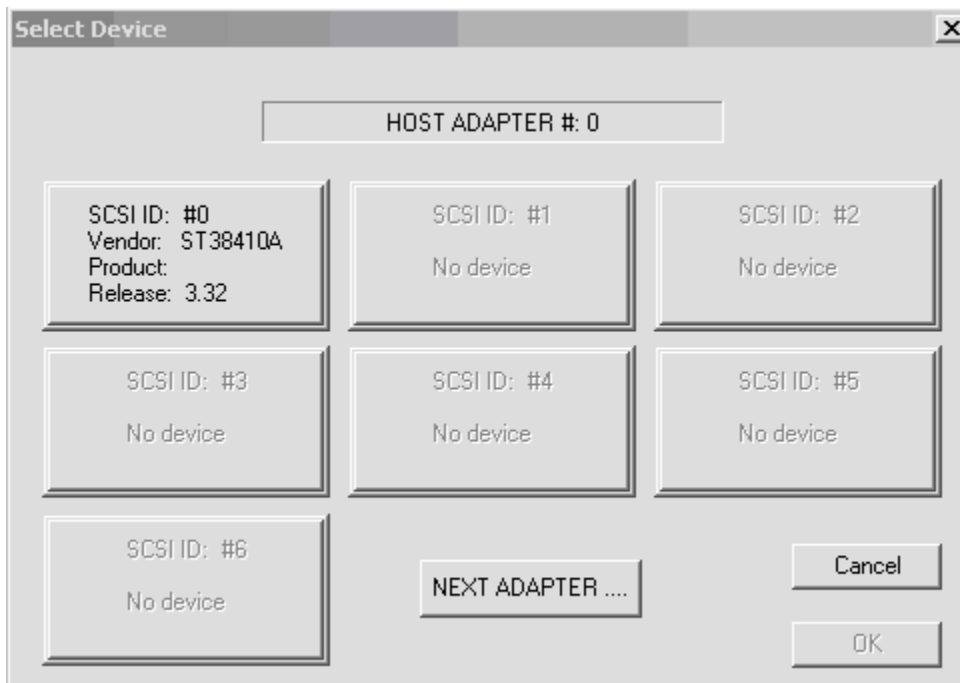 Select Device
HOST ADAPTER #: 0
SCSI ID: #0
Vendor: ST38410A
Product:
Release: 3.32
SCSI ID: #1
No device
SCSI ID: #2
No device
SCSI ID: #3
No device
SCSI ID: #4
No device
SCSI ID: #5
No device
SCSI ID: #6
No device
NEXT ADAPTER ....
Cancel
OK